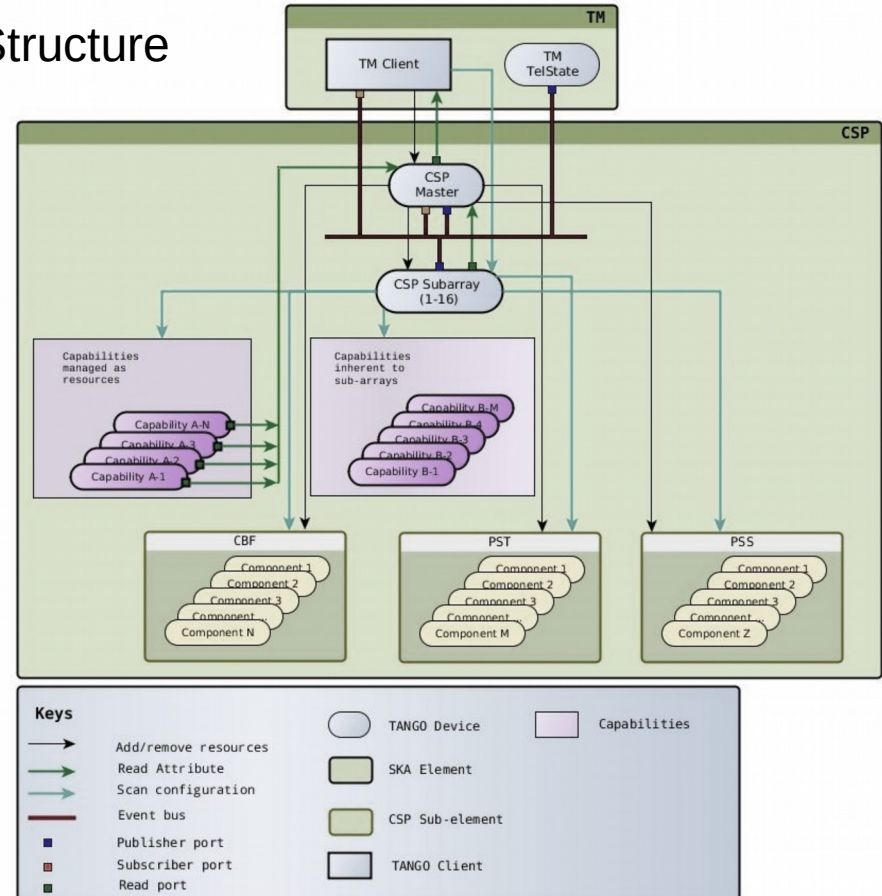 Structure
TM
TM Client
TM
TelState
CSP
CSP
Master
CSP Subarray
(1-16)
Capabilities
managed as
resources
Capability A-N
Capability A-3
Capability A-2
Capability A-1
Capabilities
inherent to
sub-arrays
Capability B-M
Capability B-4
Capability B-3
Capability B-2
Capability B-1
CBF
Component 1
Component 2
Component 3
Component ...
Component N
PST
Component 1
Component 2
Component 3
Component ...
Component M
PSS
Component 1
Component 2
Component 3
Component ...
Component Z
Keys
Add/remove resources
Read Attribute
Scan configuration
Event bus
Publisher port
Subscriber port
Read port
TANGO Device
SKA Element
CSP Sub-element
TANGO Client
Capabilities